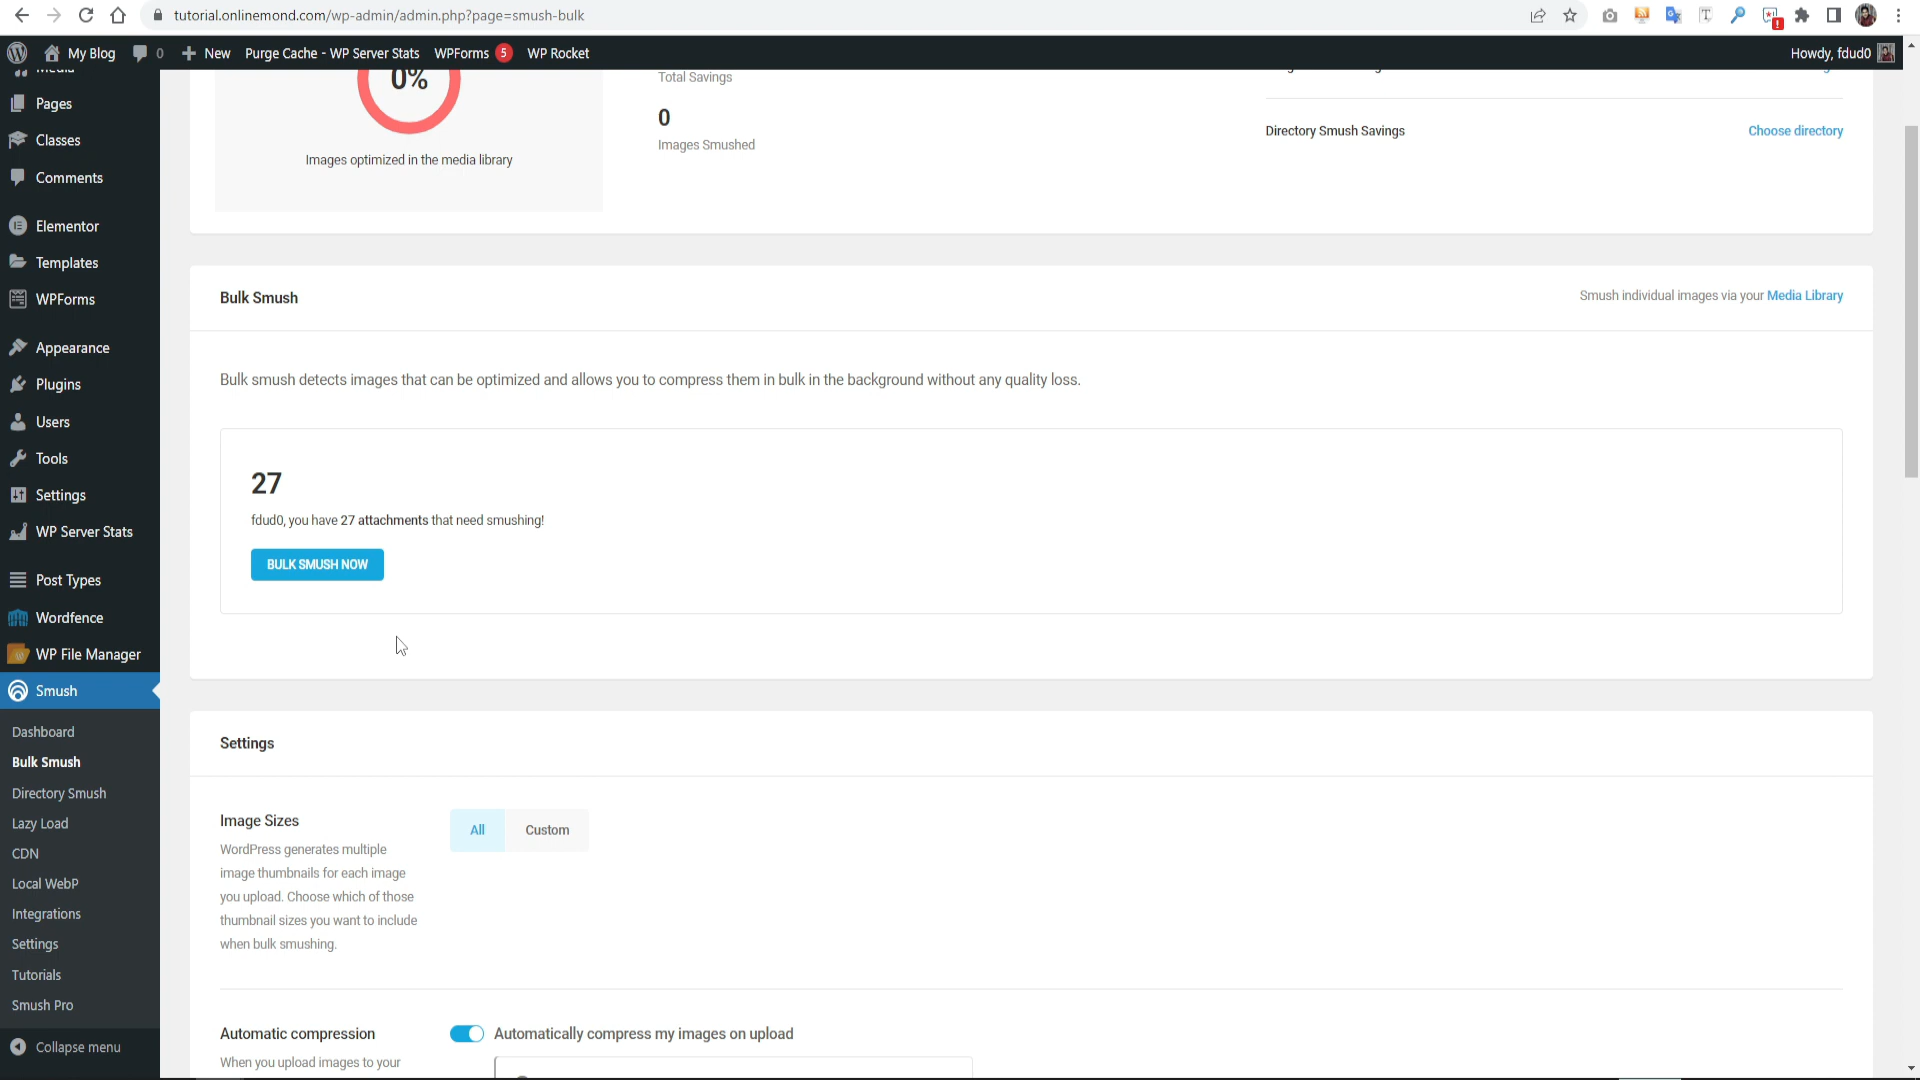 tutorial.onlinemond.com/wp-admin/admin.php?page=smush-bulk
My Blog
0
New
Purge Cache - WP Server Stats
WPForms 5
WP Rocket
Howdy, fdud0
Media
Pages
Classes
Comments
Elementor
Templates
WPForms
Appearance
Plugins
Users
Tools
Settings
WP Server Stats
Post Types
Wordfence
WP File Manager
Smush
Dashboard
Bulk Smush
Directory Smush
Lazy Load
CDN
Local WebP
Integrations
Settings
Tutorials
Smush Pro
Collapse menu
0%
Images optimized in the media library
Total Savings
0
Images Smushed
Directory Smush Savings
Choose directory
Bulk Smush
Smush individual images via your Media Library
Bulk smush detects images that can be optimized and allows you to compress them in bulk in the background without any quality loss.
27
fdud0, you have 27 attachments that need smushing!
BULK SMUSH NOW
Settings
Image Sizes
WordPress generates multiple
image thumbnails for each image
you upload. Choose which of those
thumbnail sizes you want to include
when bulk smushing.
All
Custom
Automatic compression
When you upload images to your
Automatically compress my images on upload